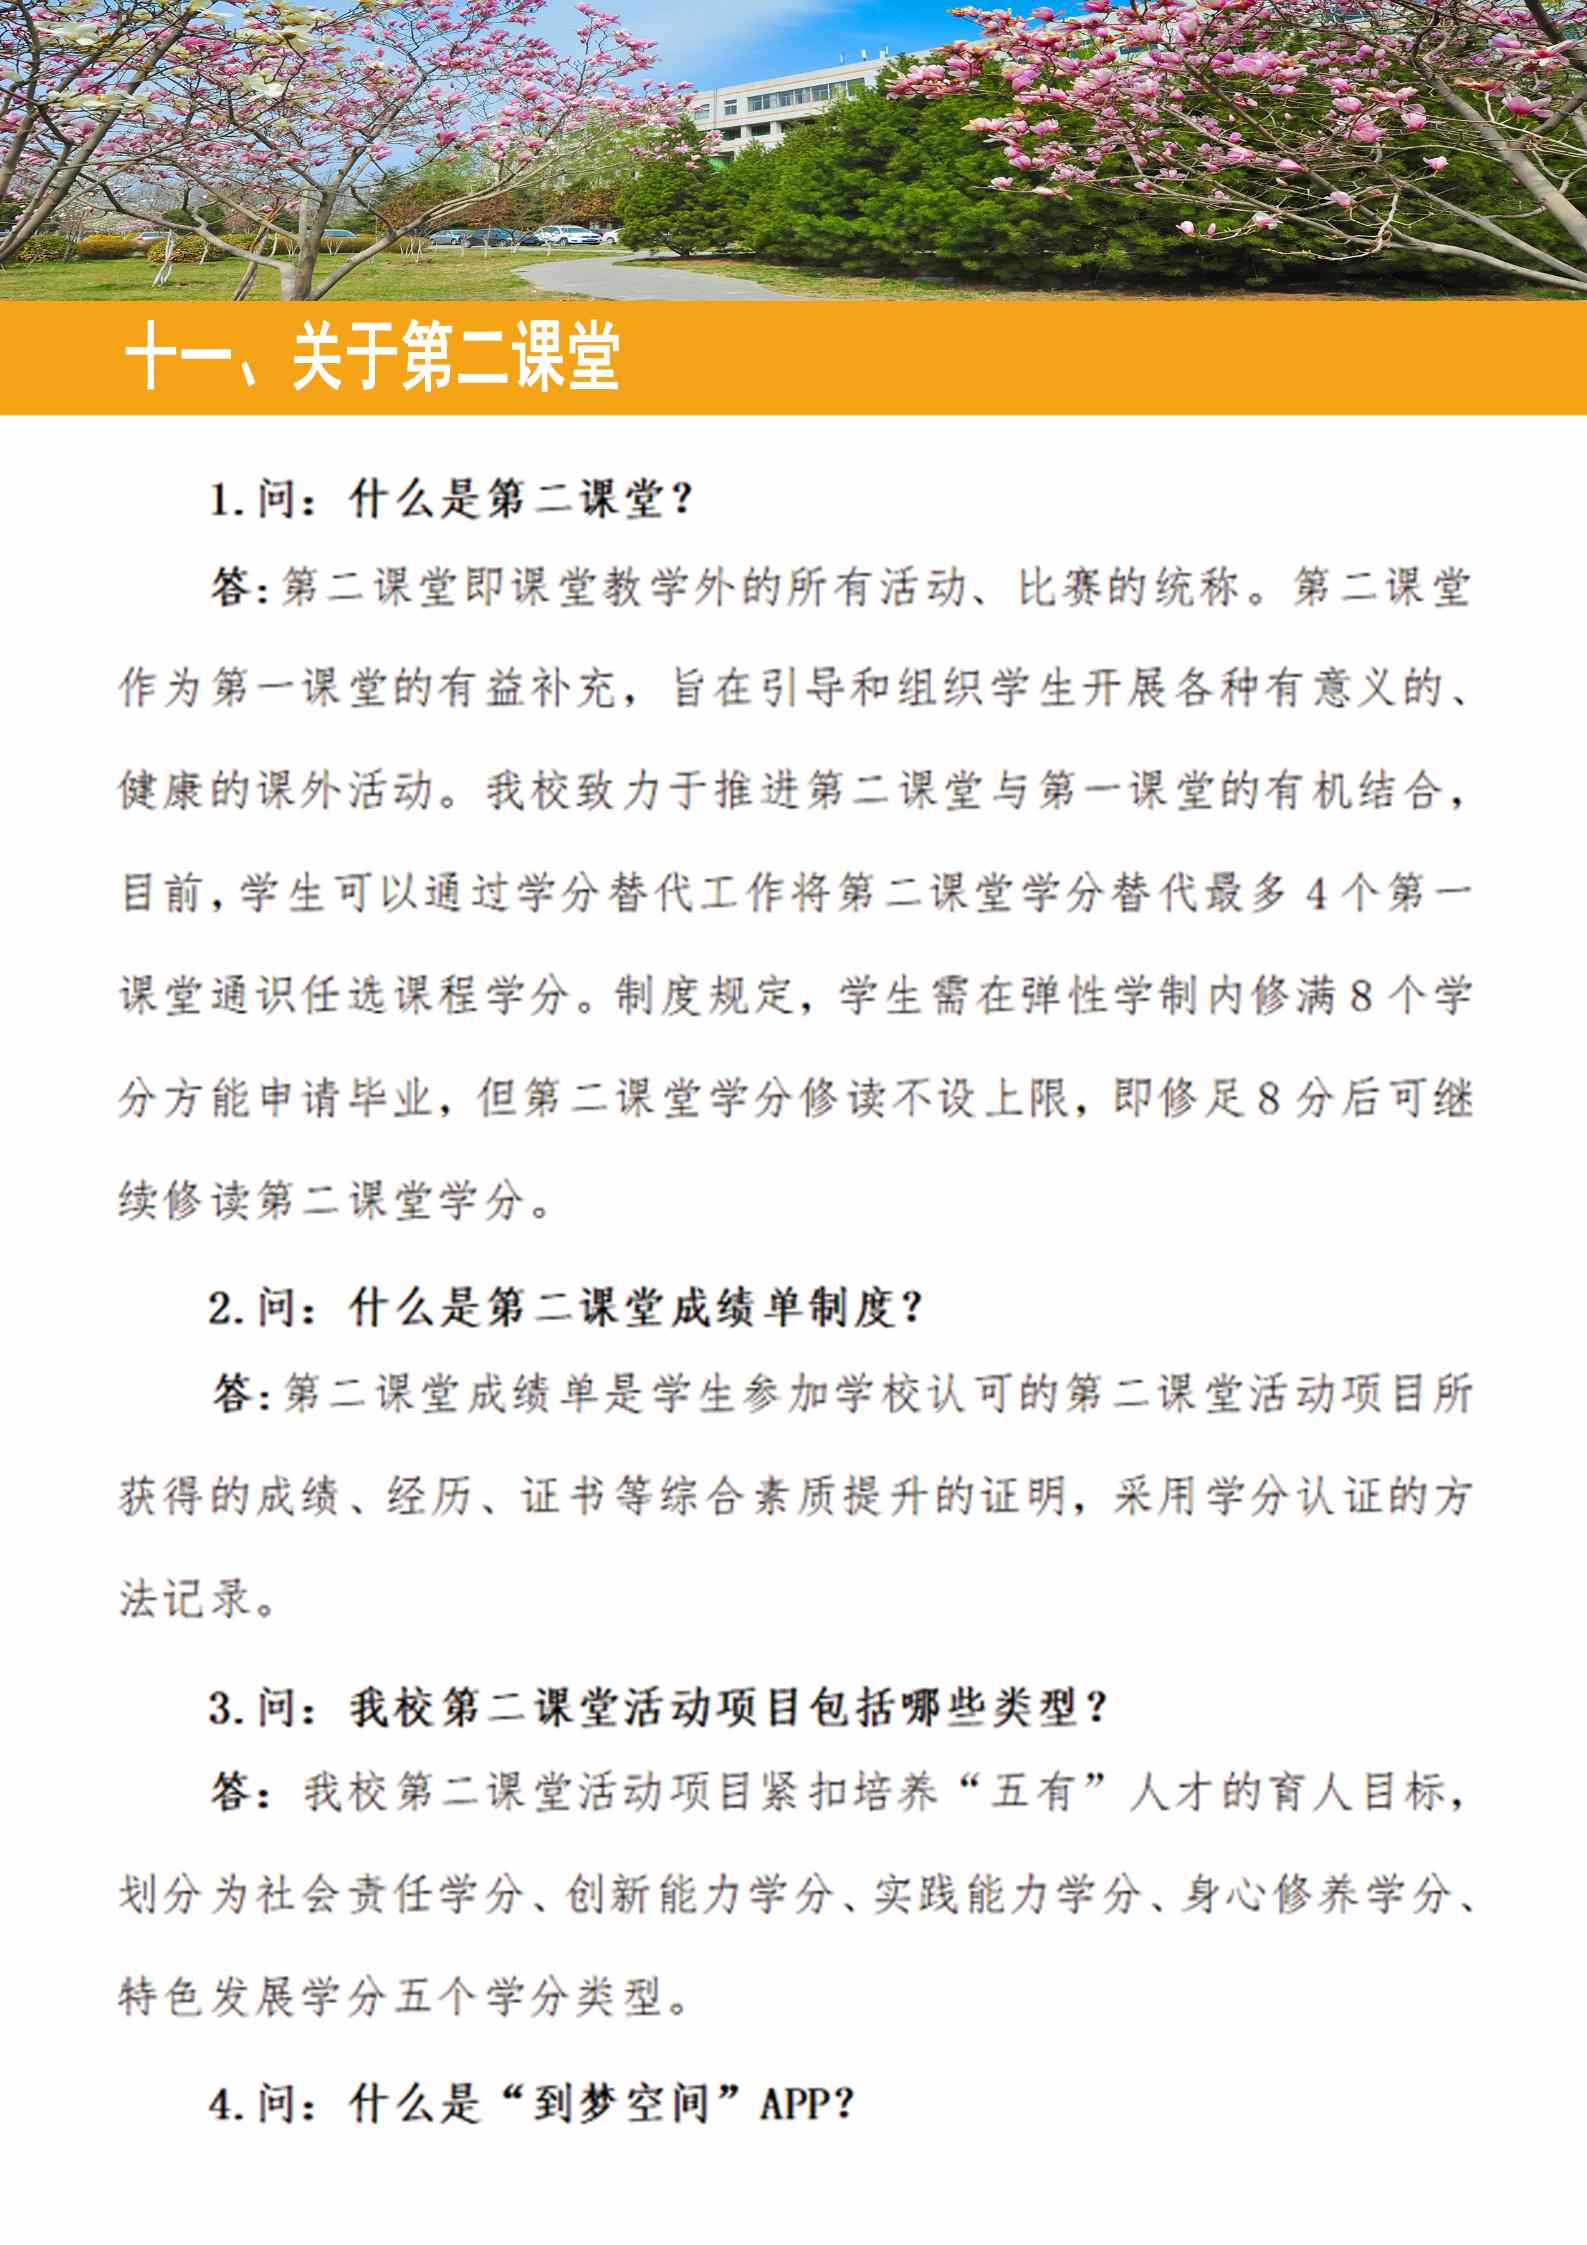 十一、关于第二课堂
1.问：什么是第二课堂？
答：第二课堂即课堂教学外的所有活动、比赛的统称。第二课堂
作为第一课堂的有益补充，旨在引导和组织学生开展各种有意义的、
健康的课外活动。我校致力于推进第二课堂与第一课堂的有机结合，
目前，学生可以通过学分替代工作将第二课堂学分替代最多 4 个第一
课堂通识任选课程学分。制度规定，学生需在弹性学制内修满 8 个学
分方能申请毕业，但第二课堂学分修读不设上限，即修足 8 分后可继
续修读第二课堂学分。
2.问：什么是第二课堂成绩单制度？
答：第二课堂成绩单是学生参加学校认可的第二课堂活动项目所
获得的成绩、经历、证书等综合素质提升的证明，采用学分认证的方
法记录。
3.问：我校第二课堂活动项目包括哪些类型？
答：我校第二课堂活动项目紧扣培养“五有”人才的育人目标，
划分为社会责任学分、创新能力学分、实践能力学分、身心修养学分、
特色发展学分五个学分类型。
4.问：什么是“到梦空间”APP？